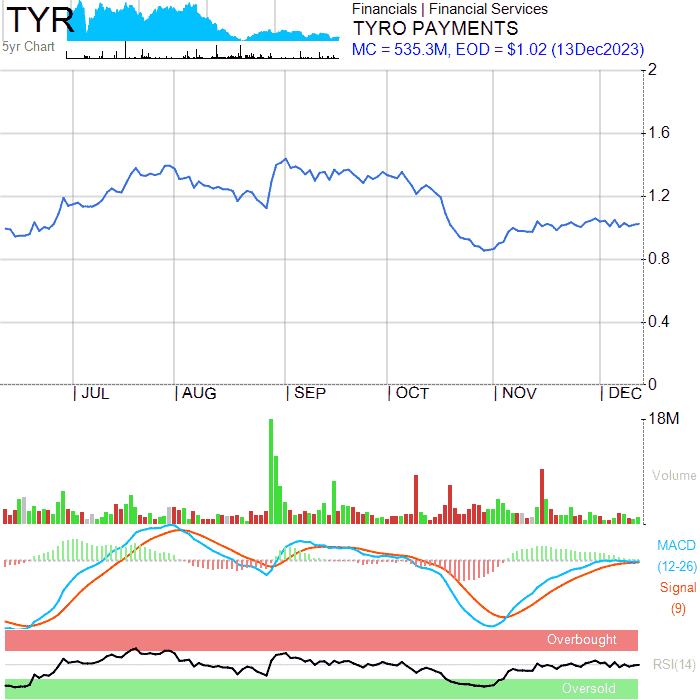 TYR
5yr Chart
Financials | Financial Services
TYRO PAYMENTS
MC = 535.3M, EOD = $1.02 (13Dec2023)
2
1.6
1.2
0.8
0.4
0
| JUL | AUG | SEP | OCT | NOV | DEC
18M
Volume
MACD
(12-26)
Signal
(9)
Overbought
RSI(14)
Oversold